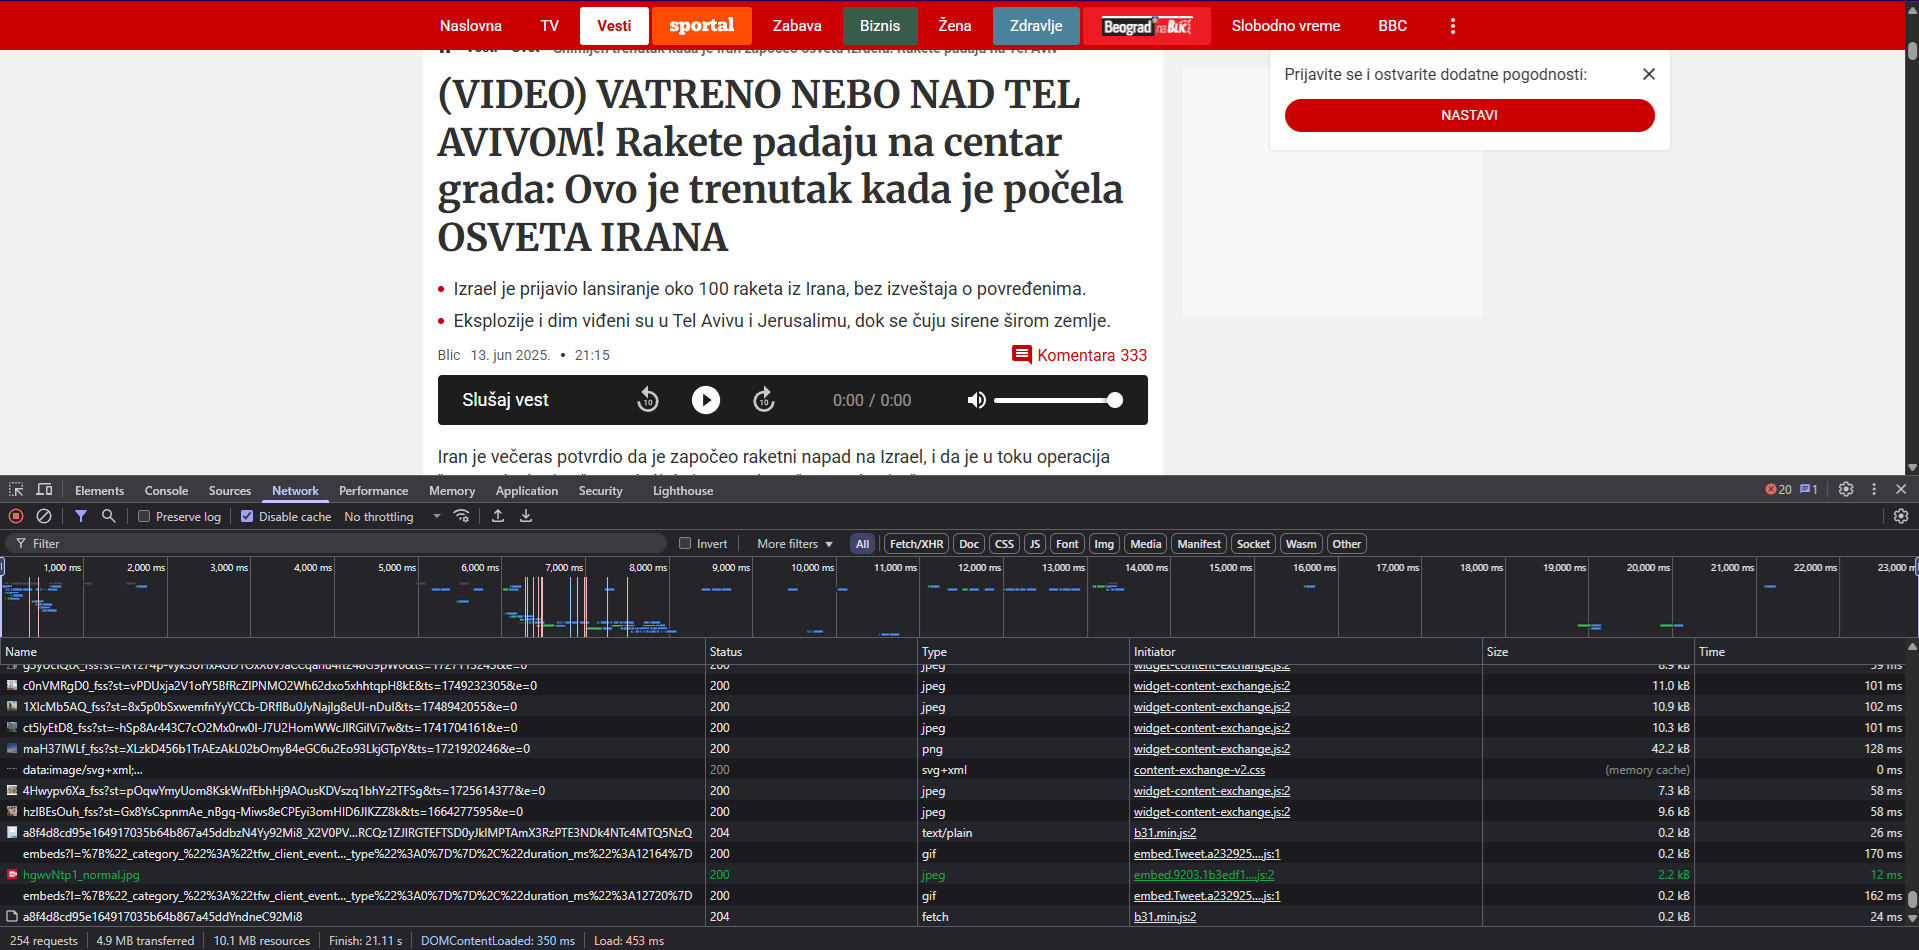 Naslovna TV Vesti sportal Zabava Biznis Žena Zdravlje Beograd na BLIC Slobodno vreme BBC
(VIDEO) VATRENO NEBO NAD TEL
AVIVOM! Rakete padaju na centar
grada: Ovo je trenutak kada je počela
OSVETA IRANA
Izrael je prijavio lansiranje oko 100 raketa iz Irana, bez izveštaja o povređenima.
Eksplozije i dim viđeni su u Tel Avivu i Jerusalimu, dok se čuju sirene širom zemlje.
Blic 13. jun 2025. • 21:15
Komentara 333
Slušaj vest 10 10 0:00 / 0:00
Iran je večeras potvrdio da je započeo raketni napad na Izrael, i da je u toku operacija
Prijavite se i ostvarite dodatne pogodnosti:
NASTAVI
Elements Console Sources Network Performance Memory Application Security Lighthouse 20 1
Preserve log Disable cache No throttling
Filter Invert More filters All Fetch/XHR Doc CSS JS Font Img Media Manifest Socket Wasm Other
1,000 ms 2,000 ms 3,000 ms 4,000 ms 5,000 ms 6,000 ms 7,000 ms 8,000 ms 9,000 ms 10,000 ms 11,000 ms 12,000 ms 13,000 ms 14,000 ms 15,000 ms 16,000 ms 17,000 ms 18,000 ms 19,000 ms 20,000 ms 21,000 ms 22,000 ms 23,000
Name Status Type Initiator Size Time
200 jpeg widget-content-exchange.js:2 8.9 kB 59 ms
c0nVMRgD0_fss?st=vPDUxja2V1ofY5BfRcZIPNMO2Wh62dxo5xhhtqpH8kE&ts=1749232305&e=0 200 jpeg widget-content-exchange.js:2 11.0 kB 101 ms
1XIcMb5AQ_fss?st=8x5p0bSxwemfnYyYCCb-DRfIBu0JyNajIg8eUI-nDuI&ts=1748942055&e=0 200 jpeg widget-content-exchange.js:2 10.9 kB 102 ms
ct5IyEtD8_fss?st=-hSp8Ar443C7cO2Mx0rw0I-J7U2HomWWcJIRGiIVi7w&ts=1741704161&e=0 200 jpeg widget-content-exchange.js:2 10.3 kB 101 ms
maH37IWLf_fss?st=XLzkD456b1TrAEzAkL02bOmyB4eGC6u2Eo93LkjGTpY&ts=1721920246&e=0 200 png widget-content-exchange.js:2 42.2 kB 128 ms
data:image/svg+xml;... 200 svg+xml content-exchange-v2.css (memory cache) 0 ms
4Hwypv6Xa_fss?st=pOqwYmyUom8KskWnfEbhHj9AOusKDVszq1bhYz2TFSg&ts=1725614377&e=0 200 jpeg widget-content-exchange.js:2 7.3 kB 58 ms
hzIBEsOuh_fss?st=Gx8YsCspnmAe_nBgq-Miws8eCPEyi3omHID6JIKZZ8k&ts=1664277595&e=0 200 jpeg widget-content-exchange.js:2 9.6 kB 58 ms
a8f4d8cd95e164917035b64b867a45ddbzN4Yy92Mi8_X2V0PV...RCQz1ZJIRGTEFTSD0yJkIMPTAmX3RzPTE3NDk4NTc4MTQ5NzQ 204 text/plain b31.min.js:2 0.2 kB 26 ms
embeds?l=%7B%22_category_%22%3A%22tfw_client_event..._type%22%3A0%7D%7D%2C%22duration_ms%22%3A12164%7D 200 gif embed.Tweet.a232925....js:1 0.2 kB 170 ms
hgwvNtp1_normal.jpg 200 jpeg embed.9203.1b3edf1....js:2 2.2 kB 12 ms
embeds?l=%7B%22_category_%22%3A%22tfw_client_event..._type%22%3A0%7D%7D%2C%22duration_ms%22%3A12720%7D 200 gif embed.Tweet.a232925....js:1 0.2 kB 162 ms
a8f4d8cd95e164917035b64b867a45ddYndneC92Mi8 204 fetch b31.min.js:2 0.2 kB 24 ms
254 requests 4.9 MB transferred 10.1 MB resources Finish: 21.11 s DOMContentLoaded: 350 ms Load: 453 ms